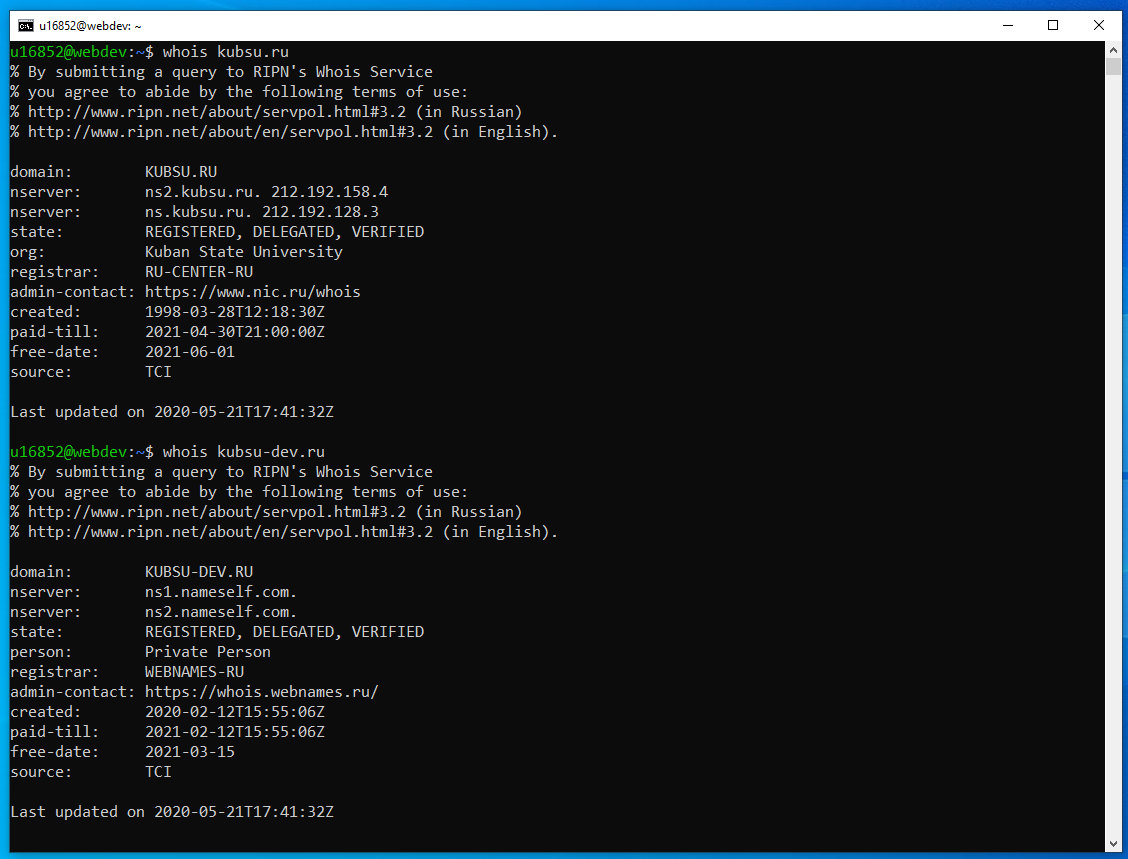 u16852@webdev: ~
u16852@webdev:~$ whois kubsu.ru
% By submitting a query to RIPN's Whois Service
% you agree to abide by the following terms of use:
% http://www.ripn.net/about/servpol.html#3.2 (in Russian)
% http://www.ripn.net/about/en/servpol.html#3.2 (in English).

domain:        KUBSU.RU
nserver:       ns2.kubsu.ru. 212.192.158.4
nserver:       ns.kubsu.ru. 212.192.128.3
state:         REGISTERED, DELEGATED, VERIFIED
org:           Kuban State University
registrar:     RU-CENTER-RU
admin-contact: https://www.nic.ru/whois
created:       1998-03-28T12:18:30Z
paid-till:     2021-04-30T21:00:00Z
free-date:     2021-06-01
source:        TCI

Last updated on 2020-05-21T17:41:32Z

u16852@webdev:~$ whois kubsu-dev.ru
% By submitting a query to RIPN's Whois Service
% you agree to abide by the following terms of use:
% http://www.ripn.net/about/servpol.html#3.2 (in Russian)
% http://www.ripn.net/about/en/servpol.html#3.2 (in English).

domain:        KUBSU-DEV.RU
nserver:       ns1.nameself.com.
nserver:       ns2.nameself.com.
state:         REGISTERED, DELEGATED, VERIFIED
person:        Private Person
registrar:     WEBNAMES-RU
admin-contact: https://whois.webnames.ru/
created:       2020-02-12T15:55:06Z
paid-till:     2021-02-12T15:55:06Z
free-date:     2021-03-15
source:        TCI

Last updated on 2020-05-21T17:41:32Z